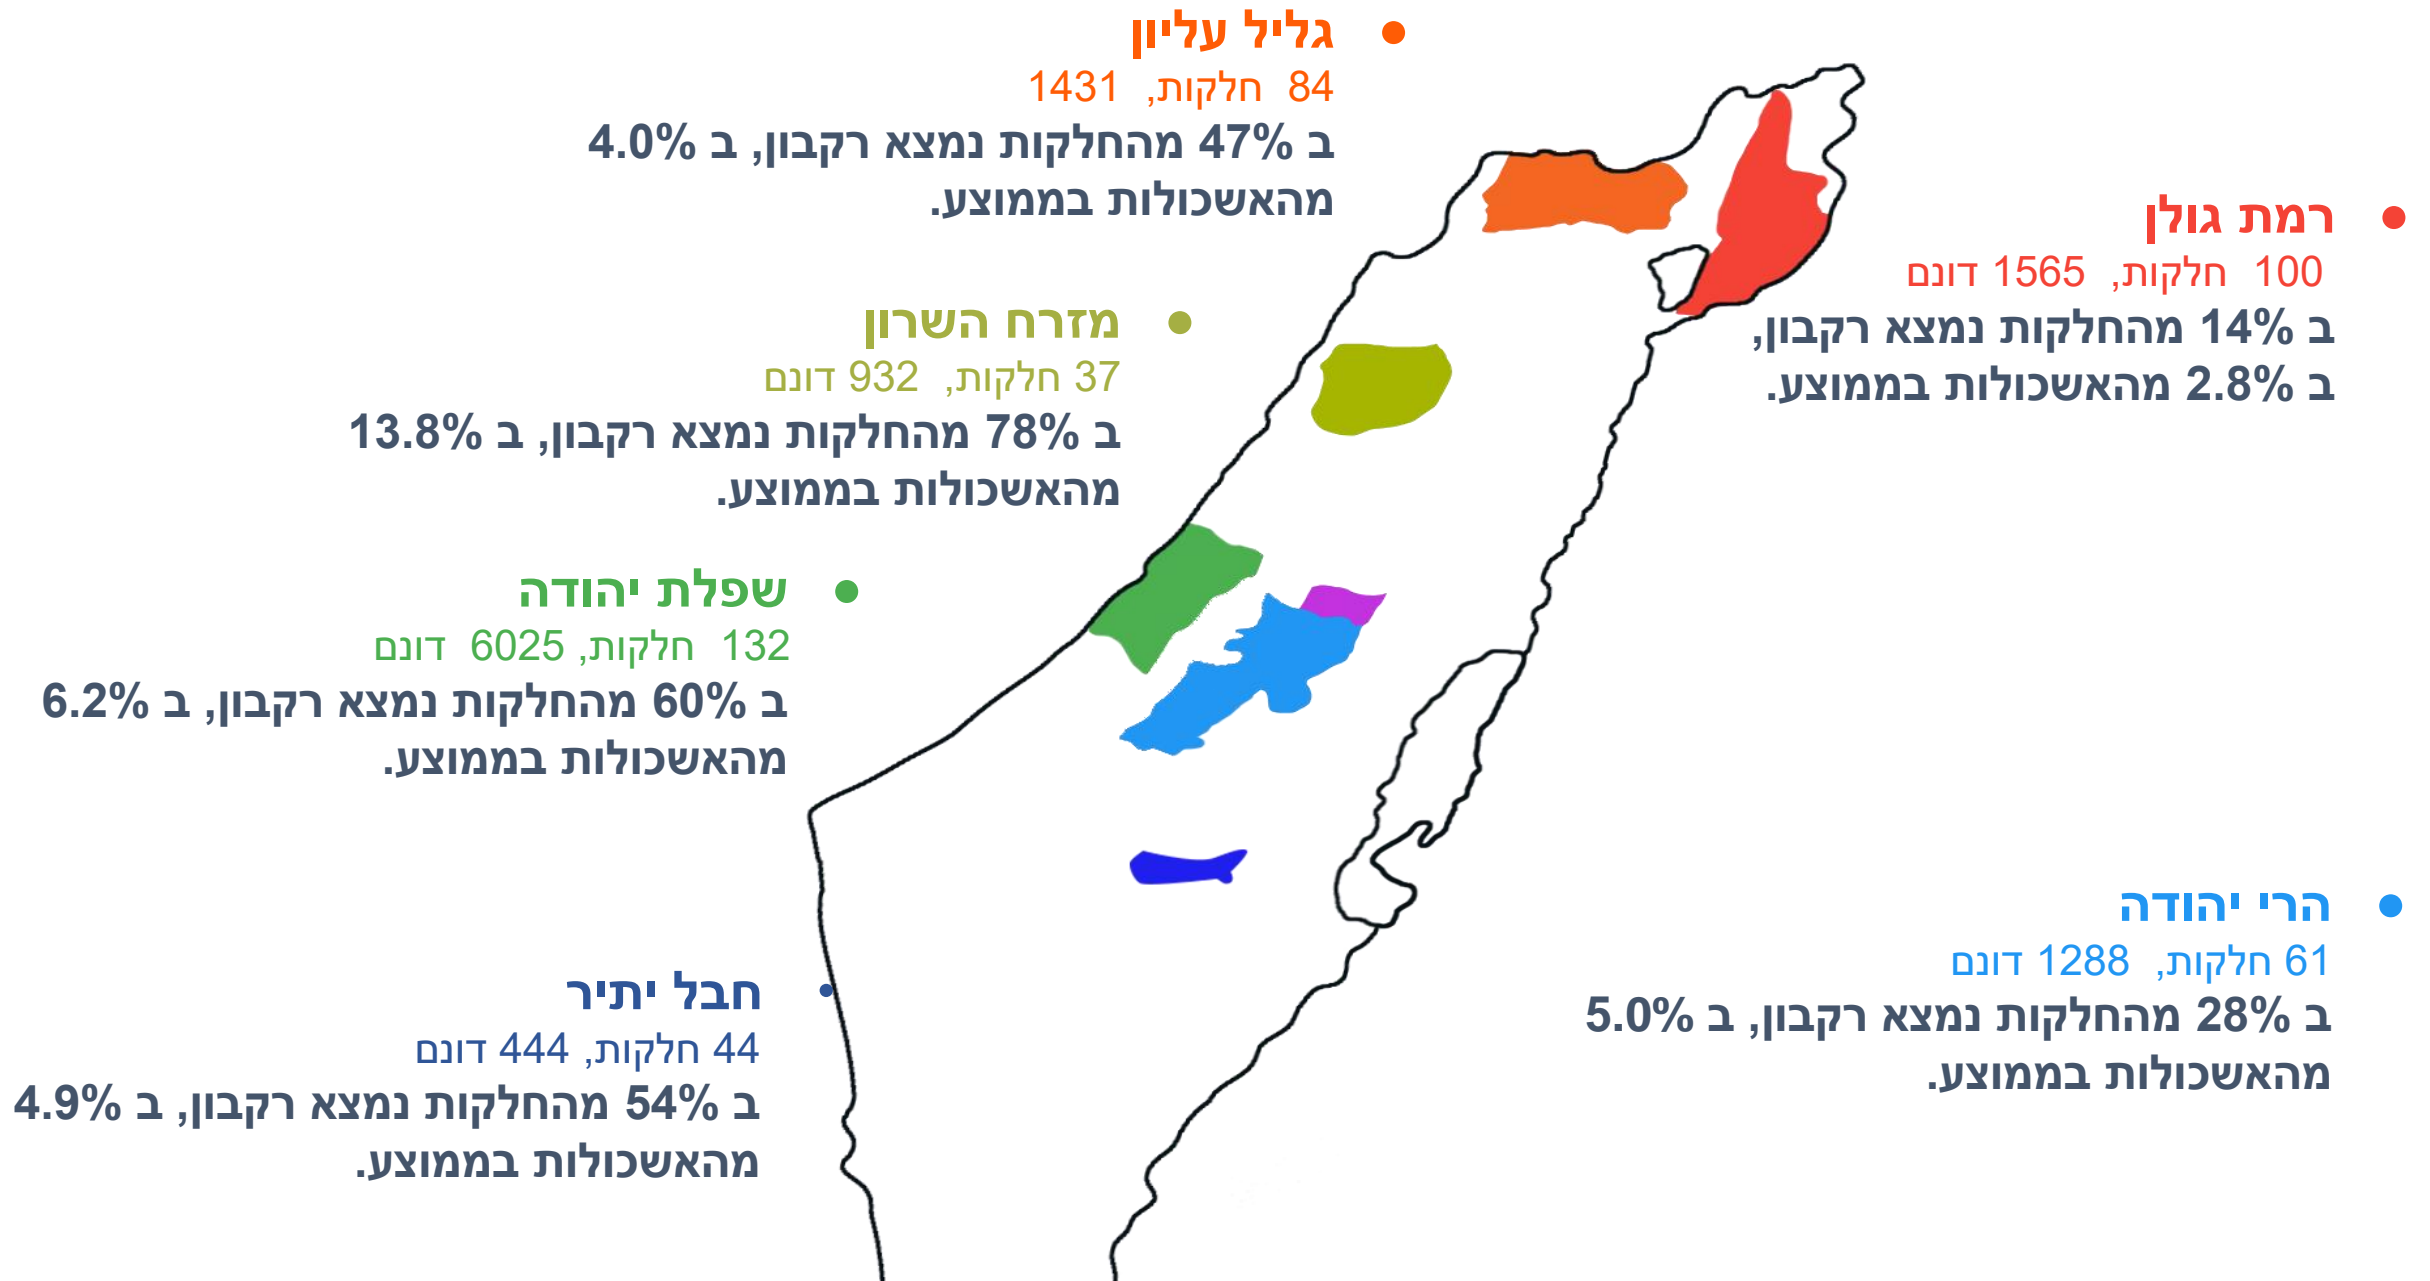 גליל עליון
84 חלקות, 1431
ב 47% מהחלקות נמצא רקבון, ב 4.0%
מהאשכולות בממוצע.
רמת גולן
100 חלקות, 1565 דונם
ב 14% מהחלקות נמצא רקבון,
ב 2.8% מהאשכולות בממוצע.
מזרח השרון
37 חלקות, 932 דונם
ב 78% מהחלקות נמצא רקבון, ב 13.8%
מהאשכולות בממוצע.
שפלת יהודה
132 חלקות, 6025 דונם
ב 60% מהחלקות נמצא רקבון, ב 6.2%
מהאשכולות בממוצע.
הרי יהודה
61 חלקות, 1288 דונם
ב 28% מהחלקות נמצא רקבון, ב 5.0%
מהאשכולות בממוצע.
חבל יתיר
44 חלקות, 444 דונם
ב 54% מהחלקות נמצא רקבון, ב 4.9%
מהאשכולות בממוצע.